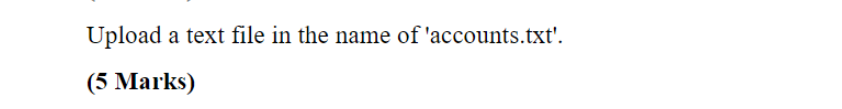 Upload a text file in the name of 'accounts.txt'.
(5 Marks)